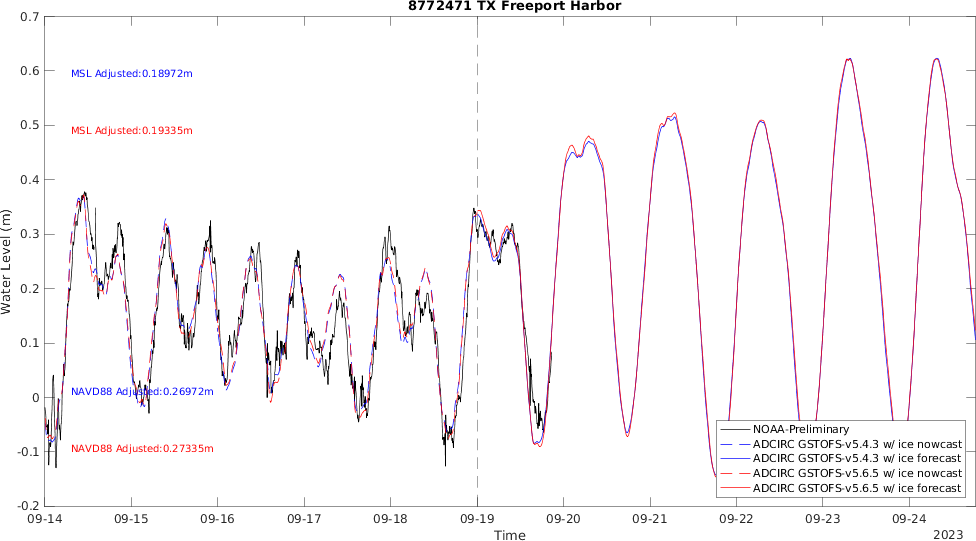 8772471 TX Freeport Harbor
0.7
0.6
0.5
0.4
0.3
0.2
0.1
0
-0.1
-0.2
Water Level (m)
MSL Adjusted:0.18972m
MSL Adjusted:0.19335m
NAVD88 Adjusted:0.26972m
NAVD88 Adjusted:0.27335m
NOAA-Preliminary
ADCIRC GSTOFS-v5.4.3 w/ ice nowcast
ADCIRC GSTOFS-v5.4.3 w/ ice forecast
ADCIRC GSTOFS-v5.6.5 w/ ice nowcast
ADCIRC GSTOFS-v5.6.5 w/ ice forecast
09-14 09-15 09-16 09-17 09-18 09-19 09-20 09-21 09-22 09-23 09-24
Time
2023